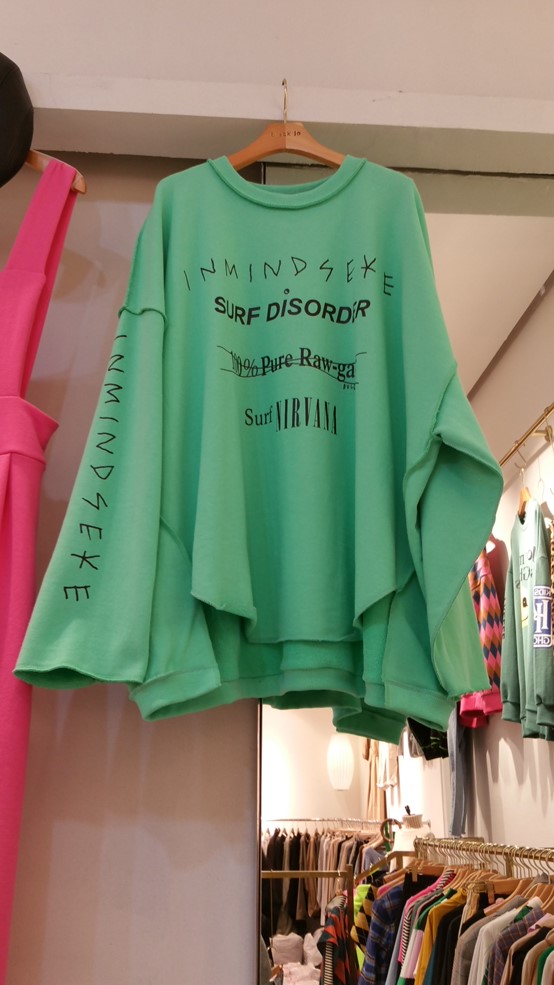 INMINDSEKE
SURF DISORDER
100% Pure Raw-ga
Surf NIRVANA
INMINDSEKE